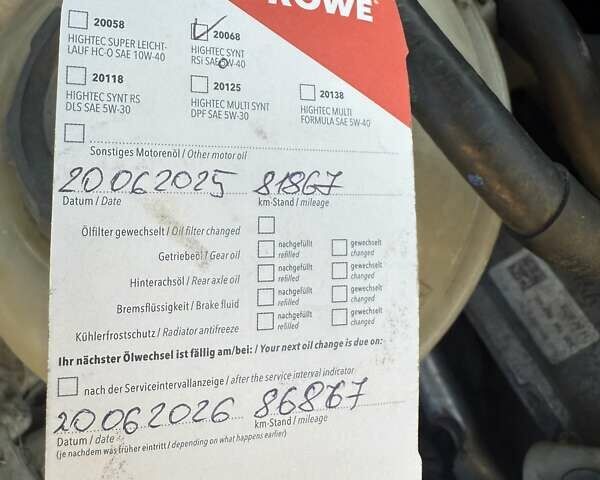 ROWE
20058
HIGHTEC SUPER LEICHT-
LAUF HC-O SAE 10W-40
20068
HIGHTEC SYNT
RSi SAE 0W-40
20118
HIGHTEC SYNT RS
DLS SAE 5W-30
20125
HIGHTEC MULTI SYNT
DPF SAE 5W-30
20138
HIGHTEC MULTI
FORMULA SAE 5W-40
Sonstiges Motorenöl / Other motor oil
20 06 2025 81867
Datum / Date km-Stand / mileage
Ölfilter gewechselt / Oil filter changed
Getriebeöl / Gear oil nachgefüllt refilled gewechselt changed
Hinterachsöl / Rear axle oil nachgefüllt refilled gewechselt changed
Bremsflüssigkeit / Brake fluid nachgefüllt refilled gewechselt changed
Kühlerfrostschutz / Radiator antifreeze nachgefüllt refilled gewechselt changed
Ihr nächster Ölwechsel ist fällig am/bei: / Your next oil change is due on:
nach der Serviceintervallanzeige / after the service interval indicator
20 06 2026 86867
Datum / date km-Stand / mileage
(je nachdem was früher eintritt / depending on what happens earlier)